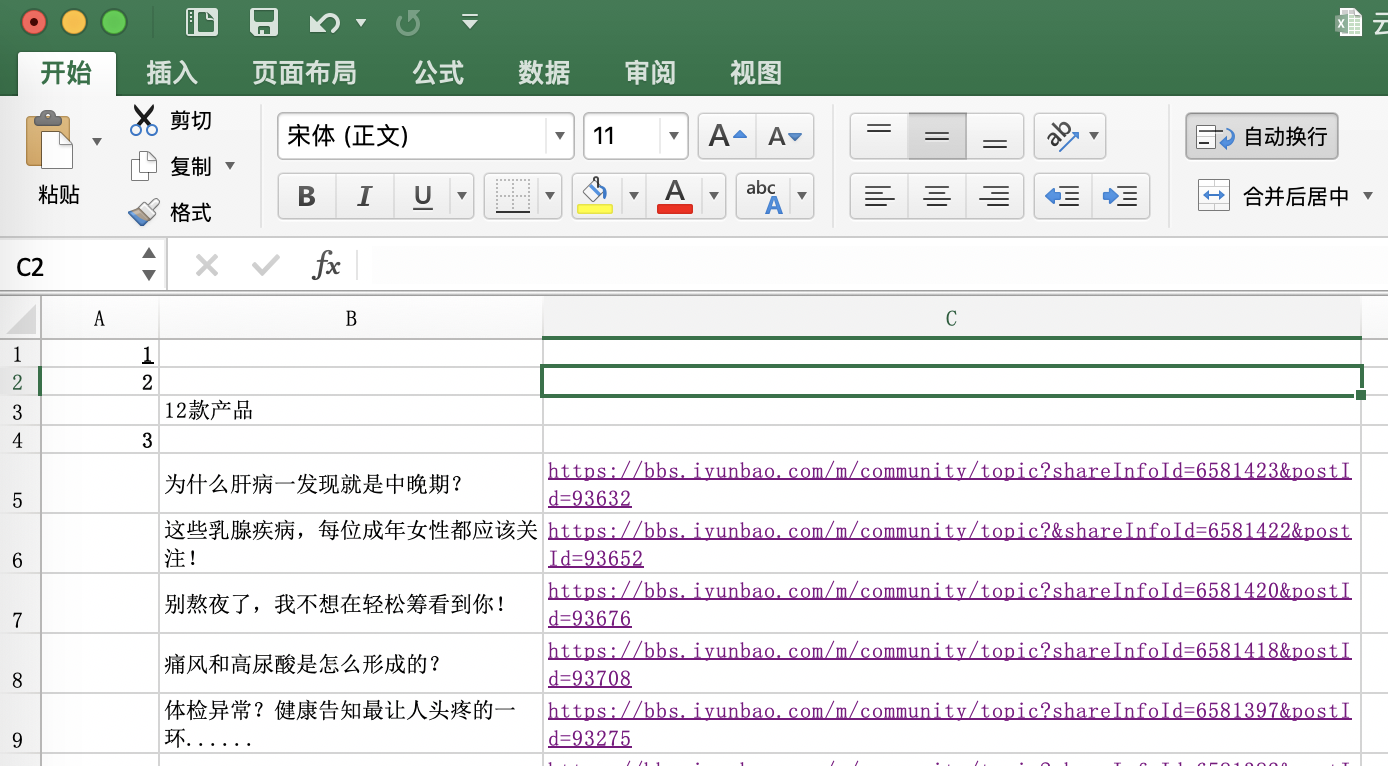 云
开始 插入 页面布局 公式 数据 审阅 视图
剪切
宋体 (正文) 11 A A ab 自动换行
复制
粘贴
B I U A abc A 合并后居中
格式
C2 fx
A B C
1 1
2 2
3 12款产品
4 3
https://bbs.iyunbao.com/m/community/topic?shareInfoId=6581423&postI
5 为什么肝病一发现就是中晚期?
d=93632
这些乳腺疾病，每位成年女性都应该关 https://bbs.iyunbao.com/m/community/topic?&shareInfoId=6581422&post
6 注! Id=93652
https://bbs.iyunbao.com/m/community/topic?shareInfoId=6581420&postI
7 别熬夜了，我不想在轻松筹看到你!
d=93676
https://bbs.iyunbao.com/m/community/topic?shareInfoId=6581418&postI
8 痛风和高尿酸是怎么形成的?
d=93708
体检异常? 健康告知最让人头疼的一 https://bbs.iyunbao.com/m/community/topic?shareInfoId=6581397&postI
9 环...... d=93275